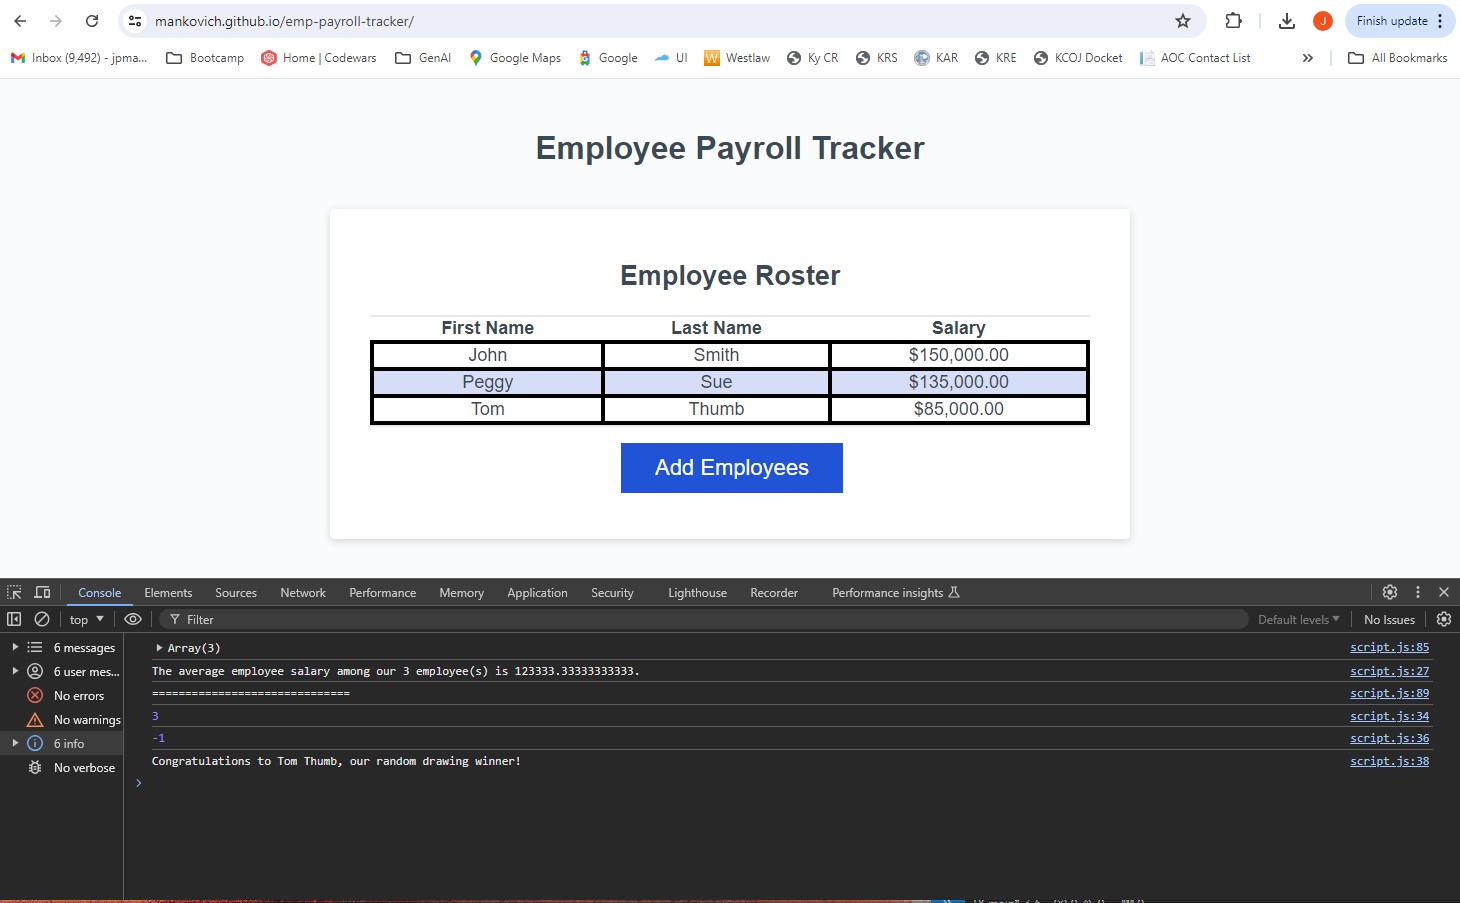 mankovich.github.io/emp-payroll-tracker/
J
Finish update
Inbox (9,492) - jpma... Bootcamp Home | Codewars GenAI Google Maps Google UI Westlaw Ky CR KRS KAR KRE KCOJ Docket AOC Contact List All Bookmarks
Employee Payroll Tracker
Employee Roster
First Name Last Name Salary
John Smith $150,000.00
Peggy Sue $135,000.00
Tom Thumb $85,000.00
Add Employees
Console Elements Sources Network Performance Memory Application Security Lighthouse Recorder Performance insights
top Filter Default levels No Issues
6 messages
6 user mes...
No errors
No warnings
6 info
No verbose
Array(3) script.js:85
The average employee salary among our 3 employee(s) is 123333.33333333333. script.js:27
============================== script.js:89
3 script.js:34
-1 script.js:36
Congratulations to Tom Thumb, our random drawing winner! script.js:38